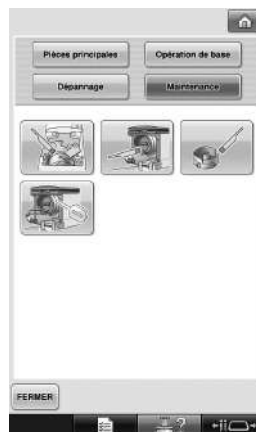 Pièces principales
Opération de base
Dépannage
Maintenance
FERMER
?